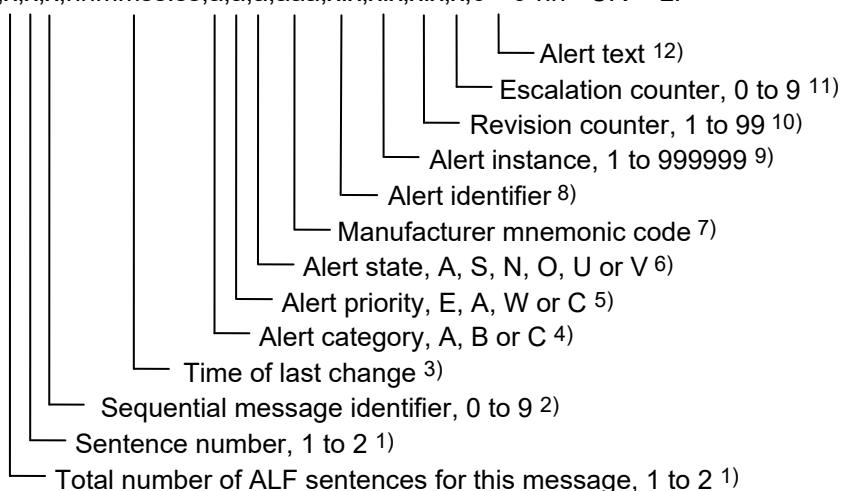 Alert text 12)
Escalation counter, 0 to 9 11)
Revision counter, 1 to 99 10)
Alert instance, 1 to 999999 9)
Alert identifier 8)
Manufacturer mnemonic code 7)
Alert state, A, S, N, O, U or V 6)
Alert priority, E, A, W or C 5)
Alert category, A, B or C 4)
Time of last change 3)
Sequential message identifier, 0 to 9 2)
Sentence number, 1 to 2 1)
Total number of ALF sentences for this message, 1 to 2 1)